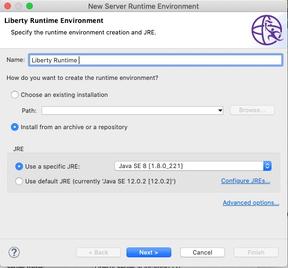 New Server Runtime Environment
Liberty Runtime Environment
Specify the runtime environment creation and JRE.
Name: Liberty Runtime
How do you want to create the runtime environment?
Choose an existing installation
Path: Browse...
Install from an archive or a repository
JRE
Use a specific JRE: Java SE 8 [1.8.0_221]
Use default JRE (currently 'Java SE 12.0.2 [12.0.2]') Configure JREs...
Advanced options...
? < Back Next > Cancel Finish